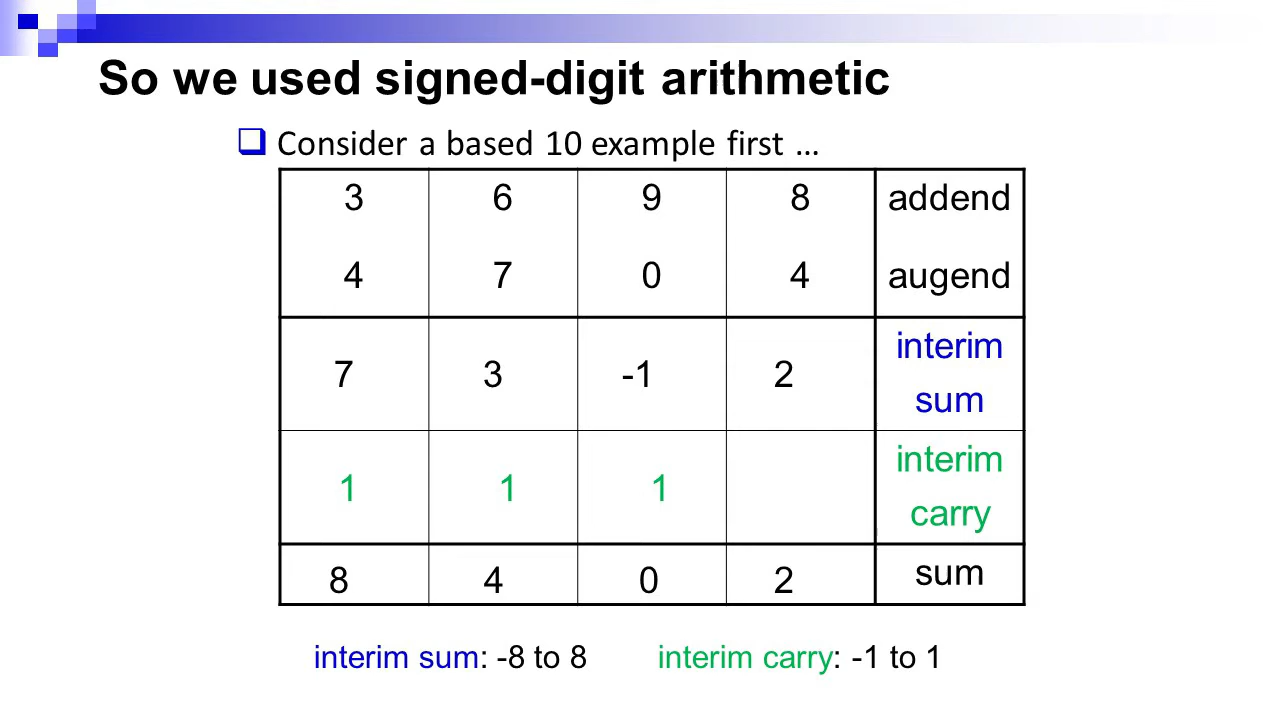 So we used signed-digit arithmetic
Consider a based 10 example first …
3 6 9 8 addend
4 7 0 4 augend
7 3 -1 2 interim sum
1 1 1 interim carry
8 4 0 2 sum
interim sum: -8 to 8 interim carry: -1 to 1